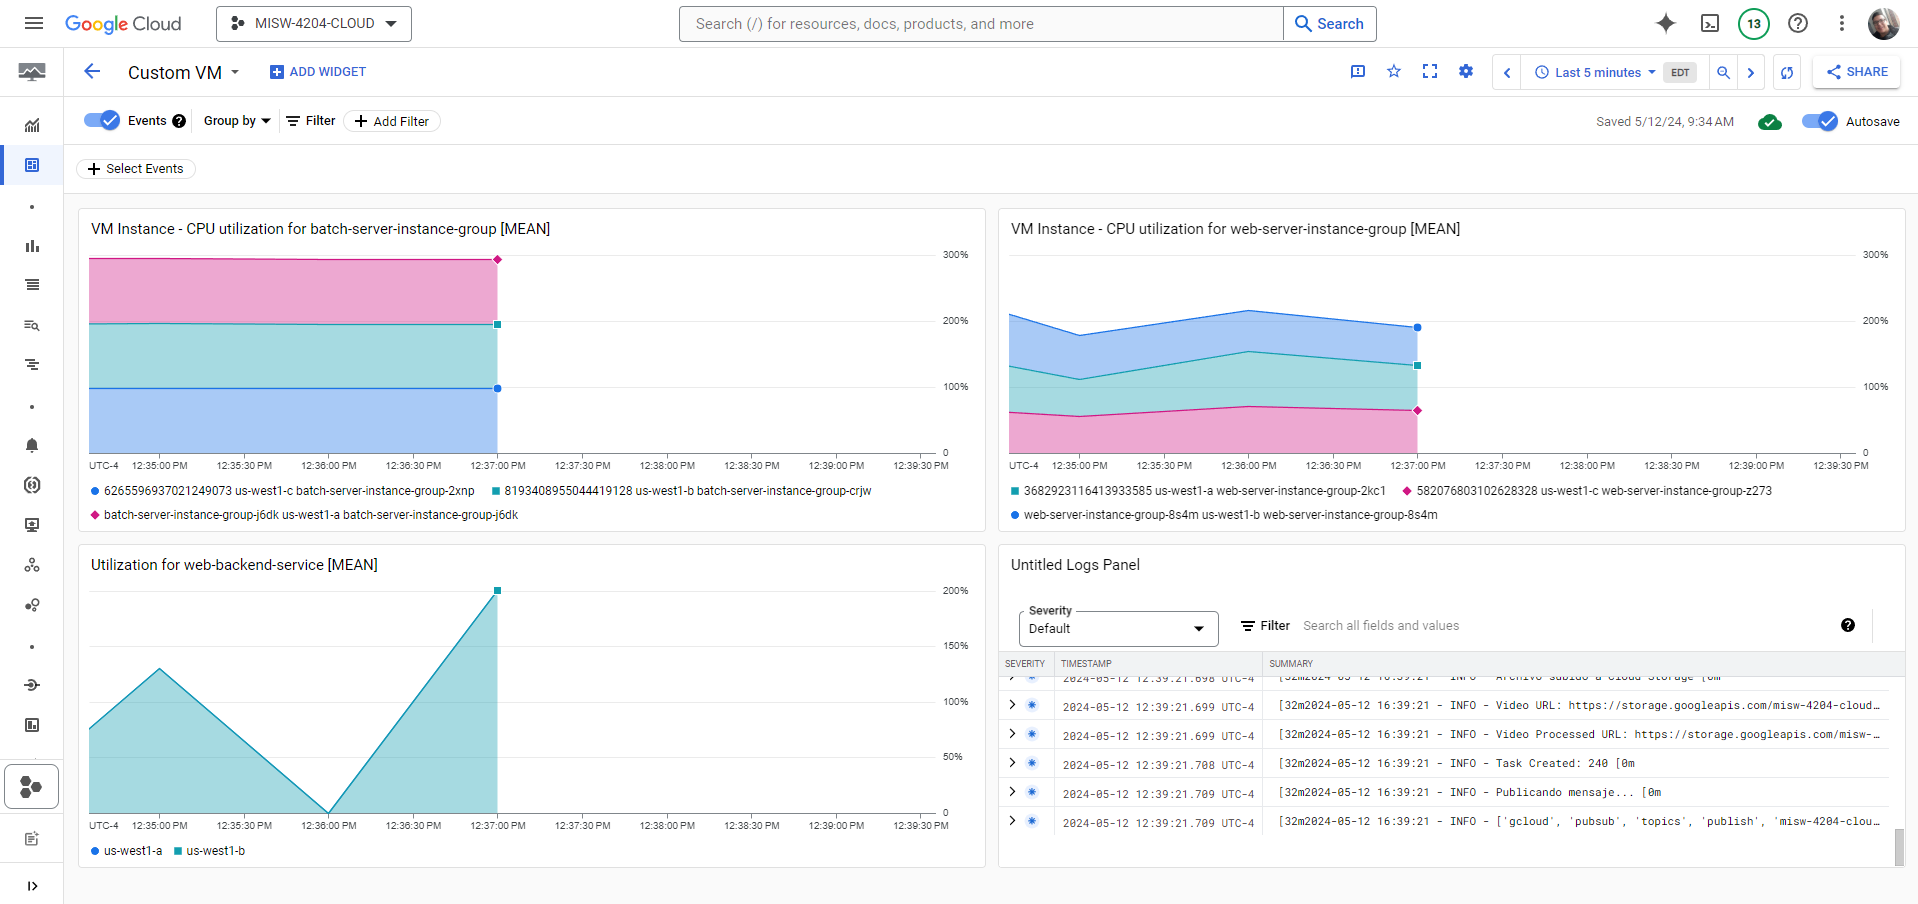 Google Cloud
MISW-4204-CLOUD
Search (/) for resources, docs, products, and more
Search
13
Custom VM
ADD WIDGET
Last 5 minutes
EDT
SHARE
Events
Group by
Filter
Add Filter
Saved 5/12/24, 9:34 AM
Autosave
Select Events
VM Instance - CPU utilization for batch-server-instance-group [MEAN]
300%
200%
100%
0
UTC-4 12:35:00 PM 12:35:30 PM 12:36:00 PM 12:36:30 PM 12:37:00 PM 12:37:30 PM 12:38:00 PM 12:38:30 PM 12:39:00 PM 12:39:30 PM
6265596937021249073 us-west1-c batch-server-instance-group-2xnp 8193408955044419128 us-west1-b batch-server-instance-group-crjw
batch-server-instance-group-j6dk us-west1-a batch-server-instance-group-j6dk
VM Instance - CPU utilization for web-server-instance-group [MEAN]
300%
200%
100%
0
UTC-4 12:35:00 PM 12:35:30 PM 12:36:00 PM 12:36:30 PM 12:37:00 PM 12:37:30 PM 12:38:00 PM 12:38:30 PM 12:39:00 PM 12:39:30 PM
3682923116413933585 us-west1-a web-server-instance-group-2kc1 582076803102628328 us-west1-c web-server-instance-group-z273
web-server-instance-group-8s4m us-west1-b web-server-instance-group-8s4m
Utilization for web-backend-service [MEAN]
200%
150%
100%
50%
0
UTC-4 12:35:00 PM 12:35:30 PM 12:36:00 PM 12:36:30 PM 12:37:00 PM 12:37:30 PM 12:38:00 PM 12:38:30 PM 12:39:00 PM 12:39:30 PM
us-west1-a us-west1-b
Untitled Logs Panel
Severity
Default
Filter
Search all fields and values
SEVERITY TIMESTAMP SUMMARY
2024-05-12 12:39:21.698 UTC-4 [32m2024-05-12 16:39:21 - INFO - Archivo subido a Cloud Storage [0m
2024-05-12 12:39:21.699 UTC-4 [32m2024-05-12 16:39:21 - INFO - Video URL: https://storage.googleapis.com/misw-4204-cloud…
2024-05-12 12:39:21.699 UTC-4 [32m2024-05-12 16:39:21 - INFO - Video Processed URL: https://storage.googleapis.com/misw-…
2024-05-12 12:39:21.708 UTC-4 [32m2024-05-12 16:39:21 - INFO - Task Created: 240 [0m
2024-05-12 12:39:21.709 UTC-4 [32m2024-05-12 16:39:21 - INFO - Publicando mensaje... [0m
2024-05-12 12:39:21.709 UTC-4 [32m2024-05-12 16:39:21 - INFO - ['gcloud', 'pubsub', 'topics', 'publish', 'misw-4204-clou…